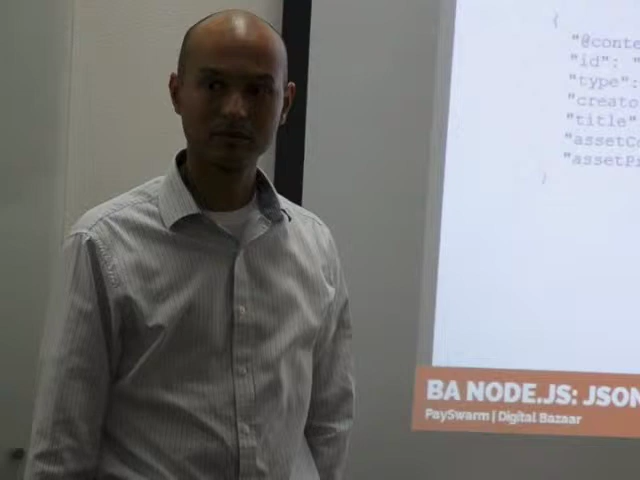 {
"@conte
"id": "
"type":
"creato
"title"
"assetCo
"assetPr
}
BA NODE.JS: JSON
PaySwarm | Digital Bazaar